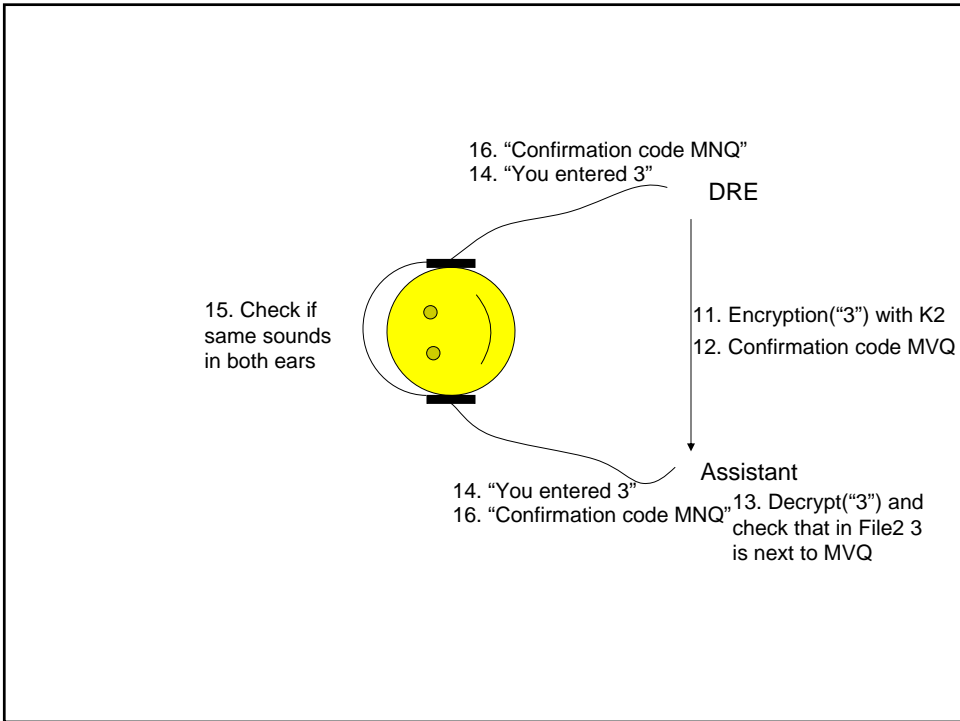 16. “Confirmation code MNQ”
14. “You entered 3”
DRE
15. Check if
same sounds
in both ears
11. Encryption(“3”) with K2
12. Confirmation code MVQ
Assistant
14. “You entered 3”
16. “Confirmation code MNQ”
13. Decrypt(“3”) and
check that in File2 3
is next to MVQ